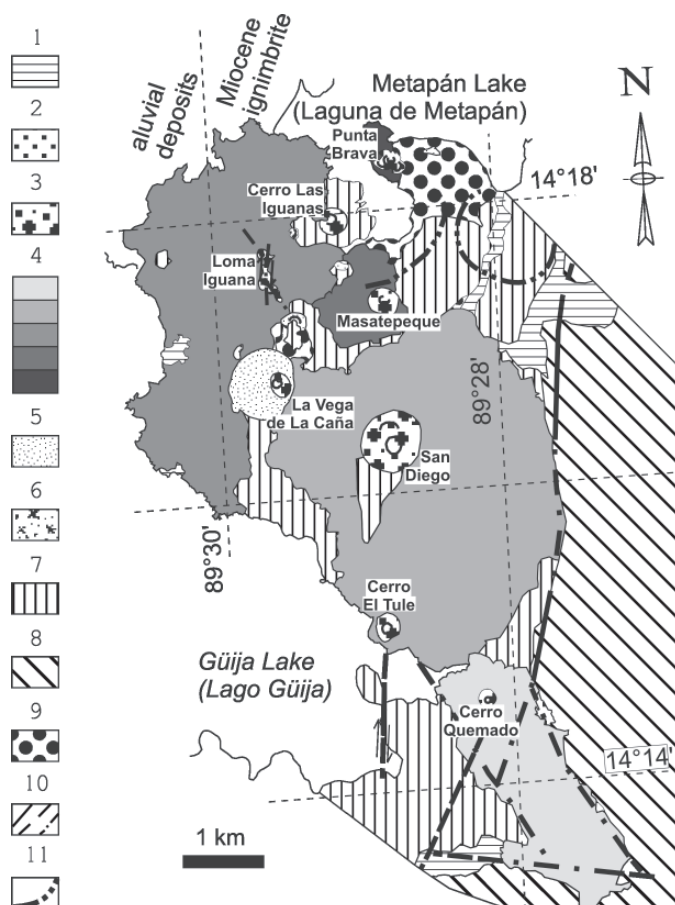 1
2
3
4
5
6
7
8
9
10
11
aluvial
deposits
Miocene
ignimbrite
Metapán Lake
(Laguna de Metapán)
N
Punta
Brava
14°18'
Cerro Las
Iguanas
Loma
Iguana
Masatepeque
89°28'
La Vega
de La Caña
San
Diego
89°30'
Cerro
El Tule
Güija Lake
(Lago Güija)
Cerro
Quemado
14°14'
1 km